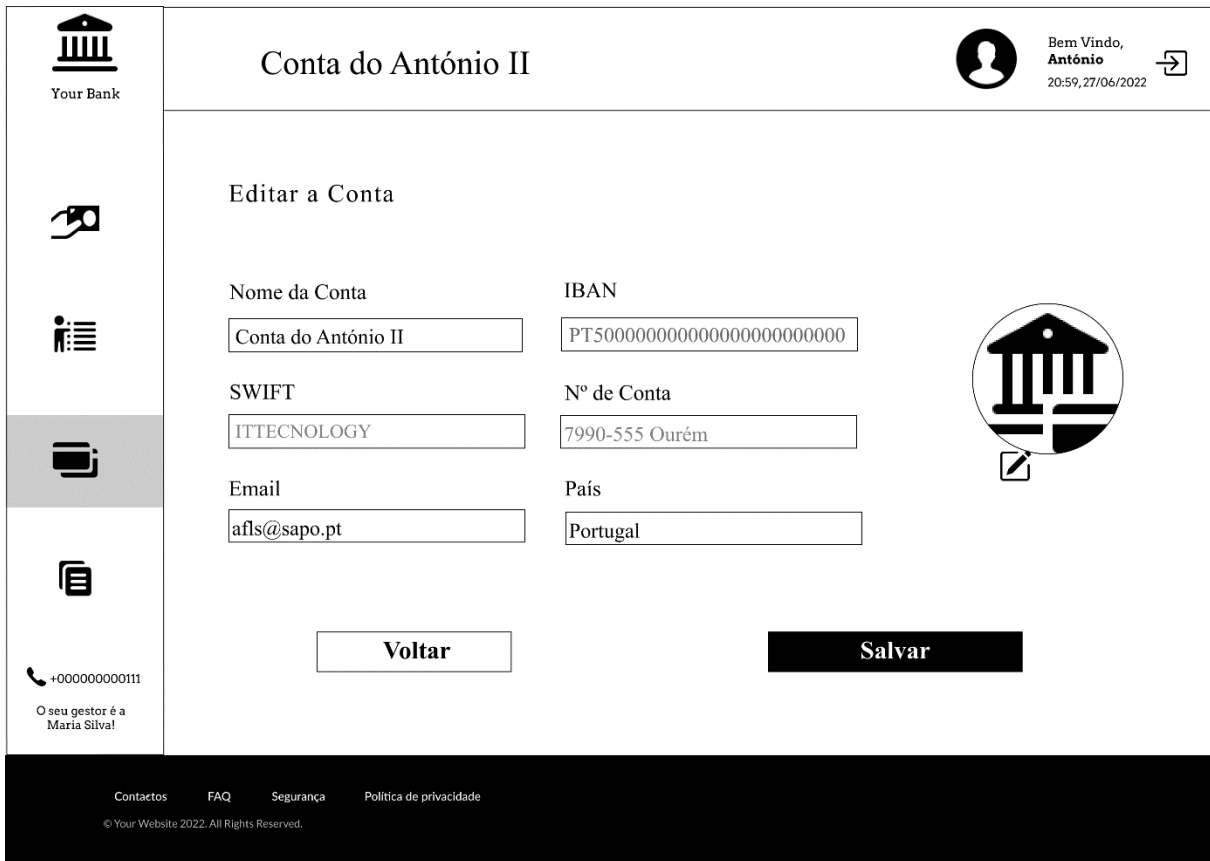 Your Bank
Conta do António II
Bem Vindo,
António
20:59,27/06/2022
Editar a Conta
Nome da Conta
IBAN
Conta do António II
PT50000000000000000000000
SWIFT
Nº de Conta
ITTECNOLOGY
7990-555 Ourém
Email
País
afls@sapo.pt
Portugal
Voltar
Salvar
+000000000111
O seu gestor é a
Maria Silva!
Contactos FAQ Segurança Política de privacidade
© Your Website 2022. All Rights Reserved.